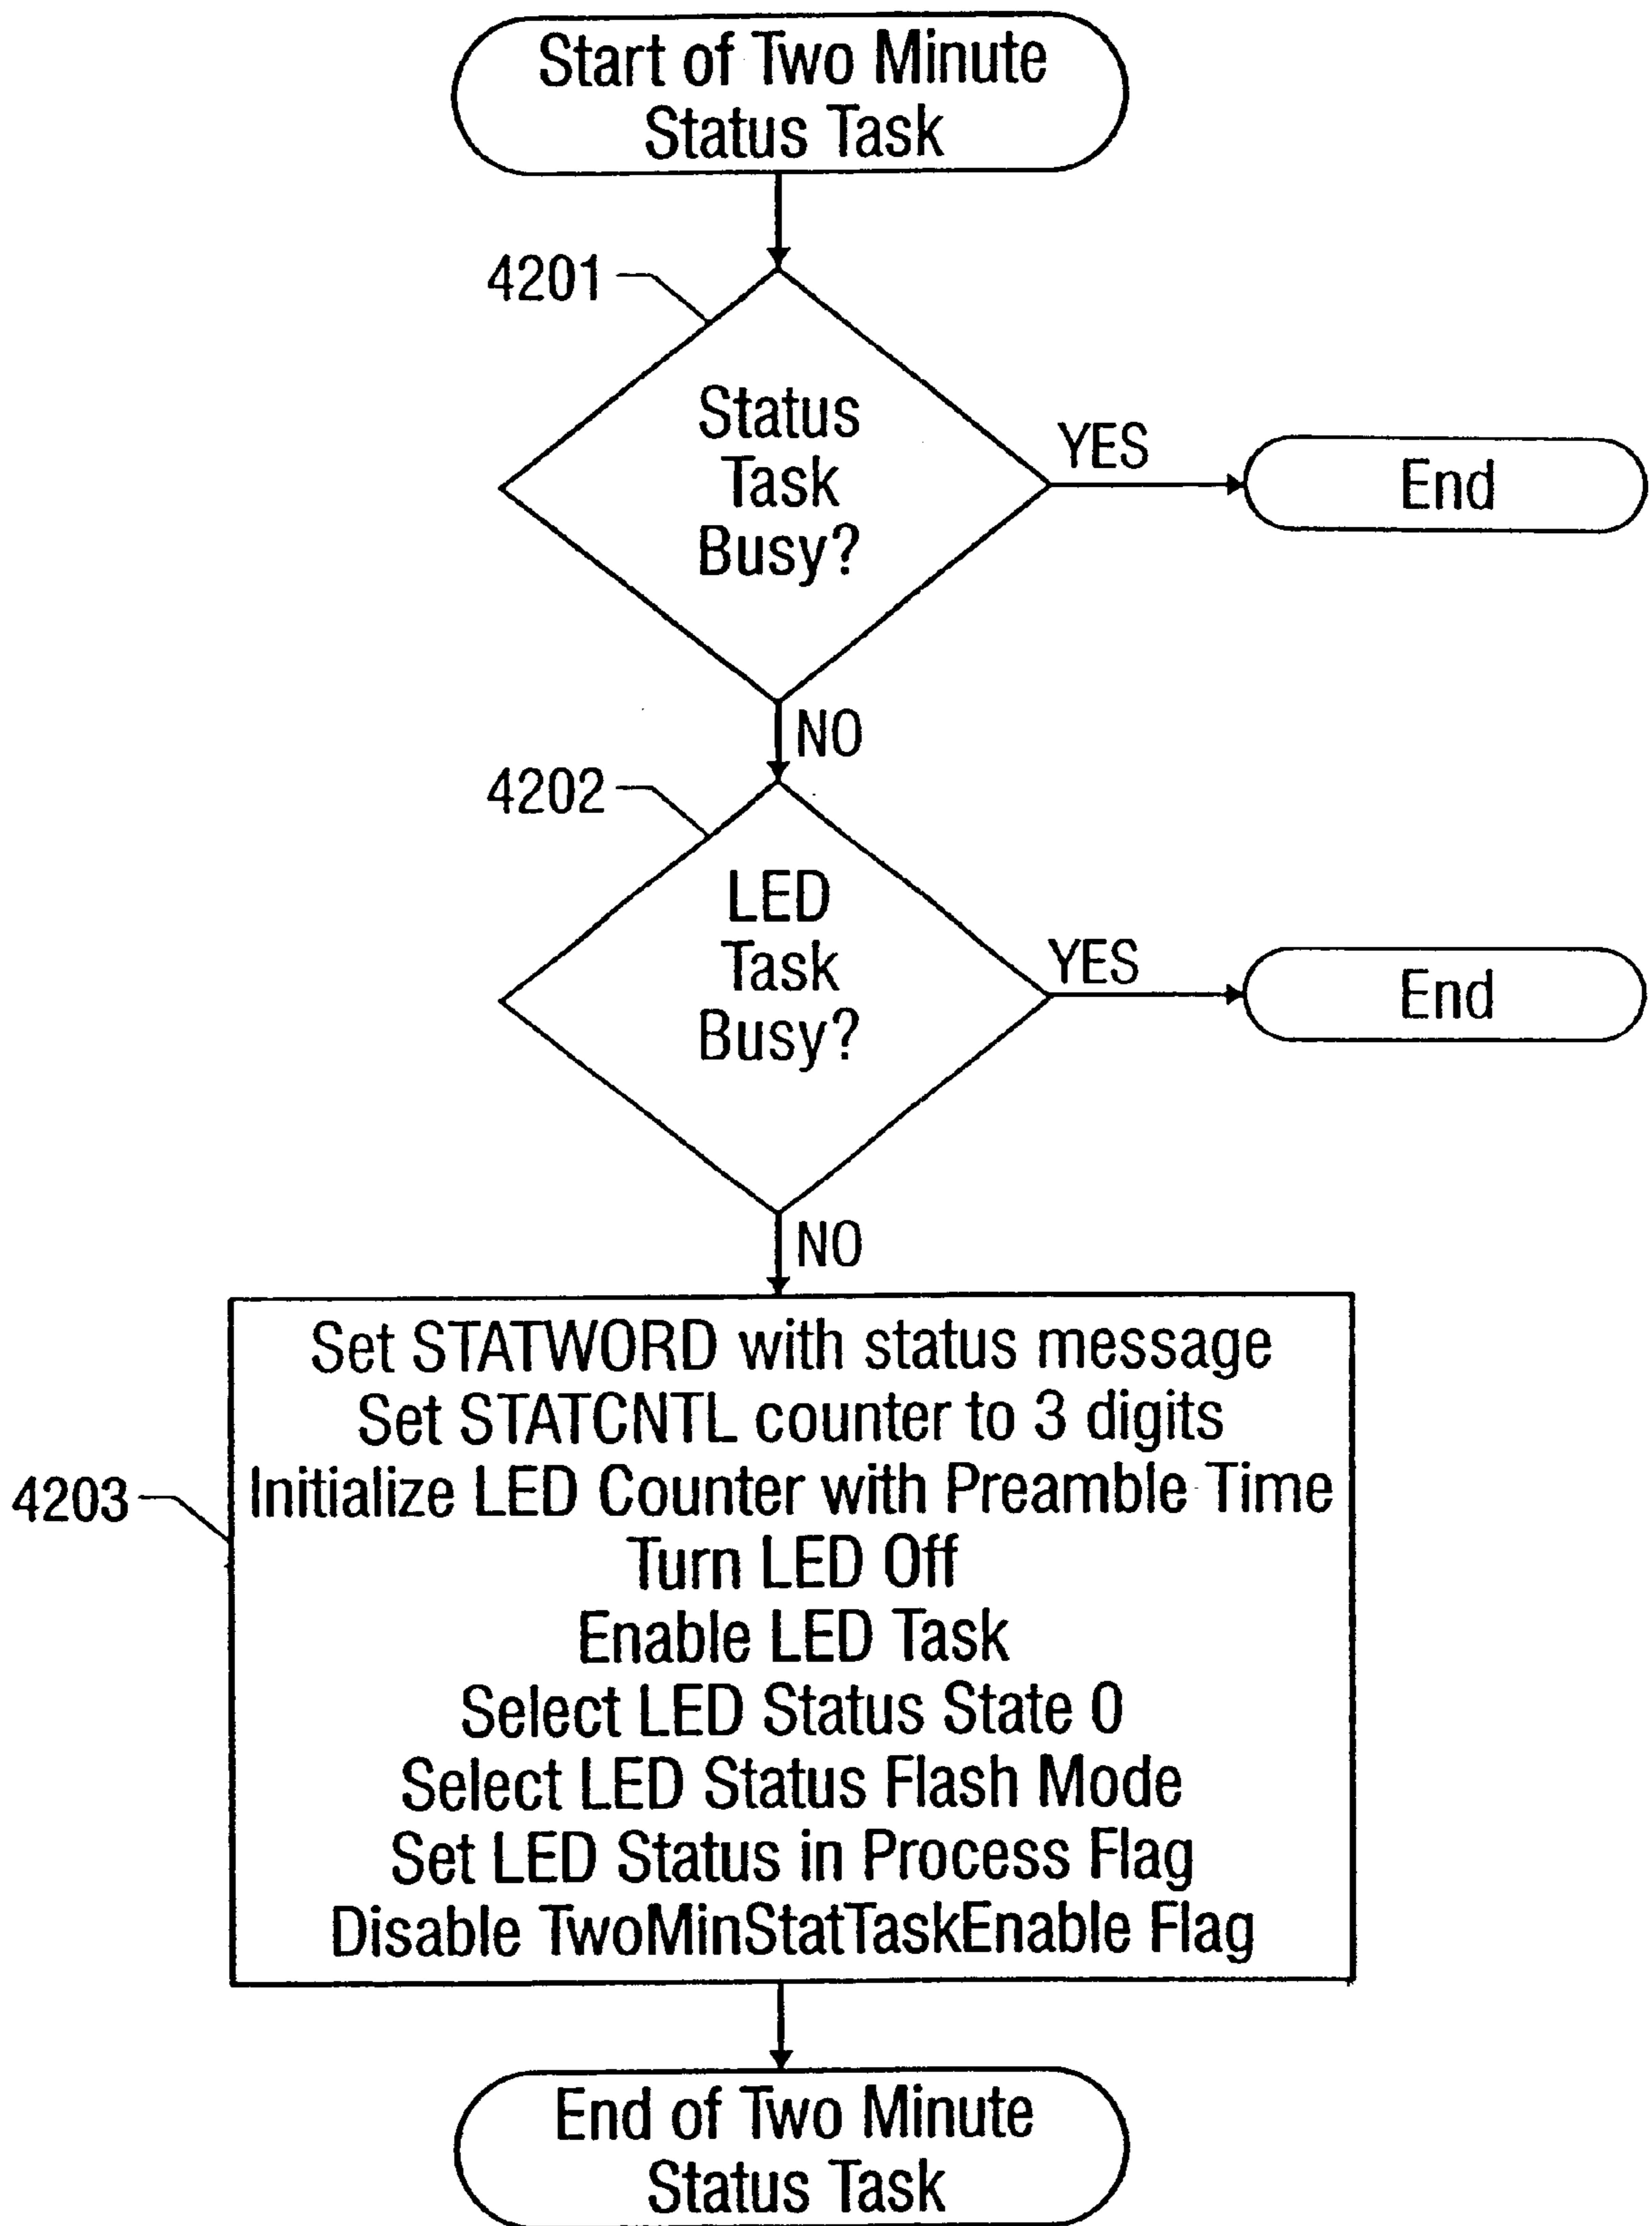 Start of Two Minute
Status Task
4201
Status
Task
Busy?
YES
End
NO
4202
LED
Task
Busy?
YES
End
NO
4203
Set STATWORD with status message
Set STATCNTL counter to 3 digits
Initialize LED Counter with Preamble Time
Turn LED Off
Enable LED Task
Select LED Status State 0
Select LED Status Flash Mode
Set LED Status in Process Flag
Disable TwoMinStatTaskEnable Flag
End of Two Minute
Status Task